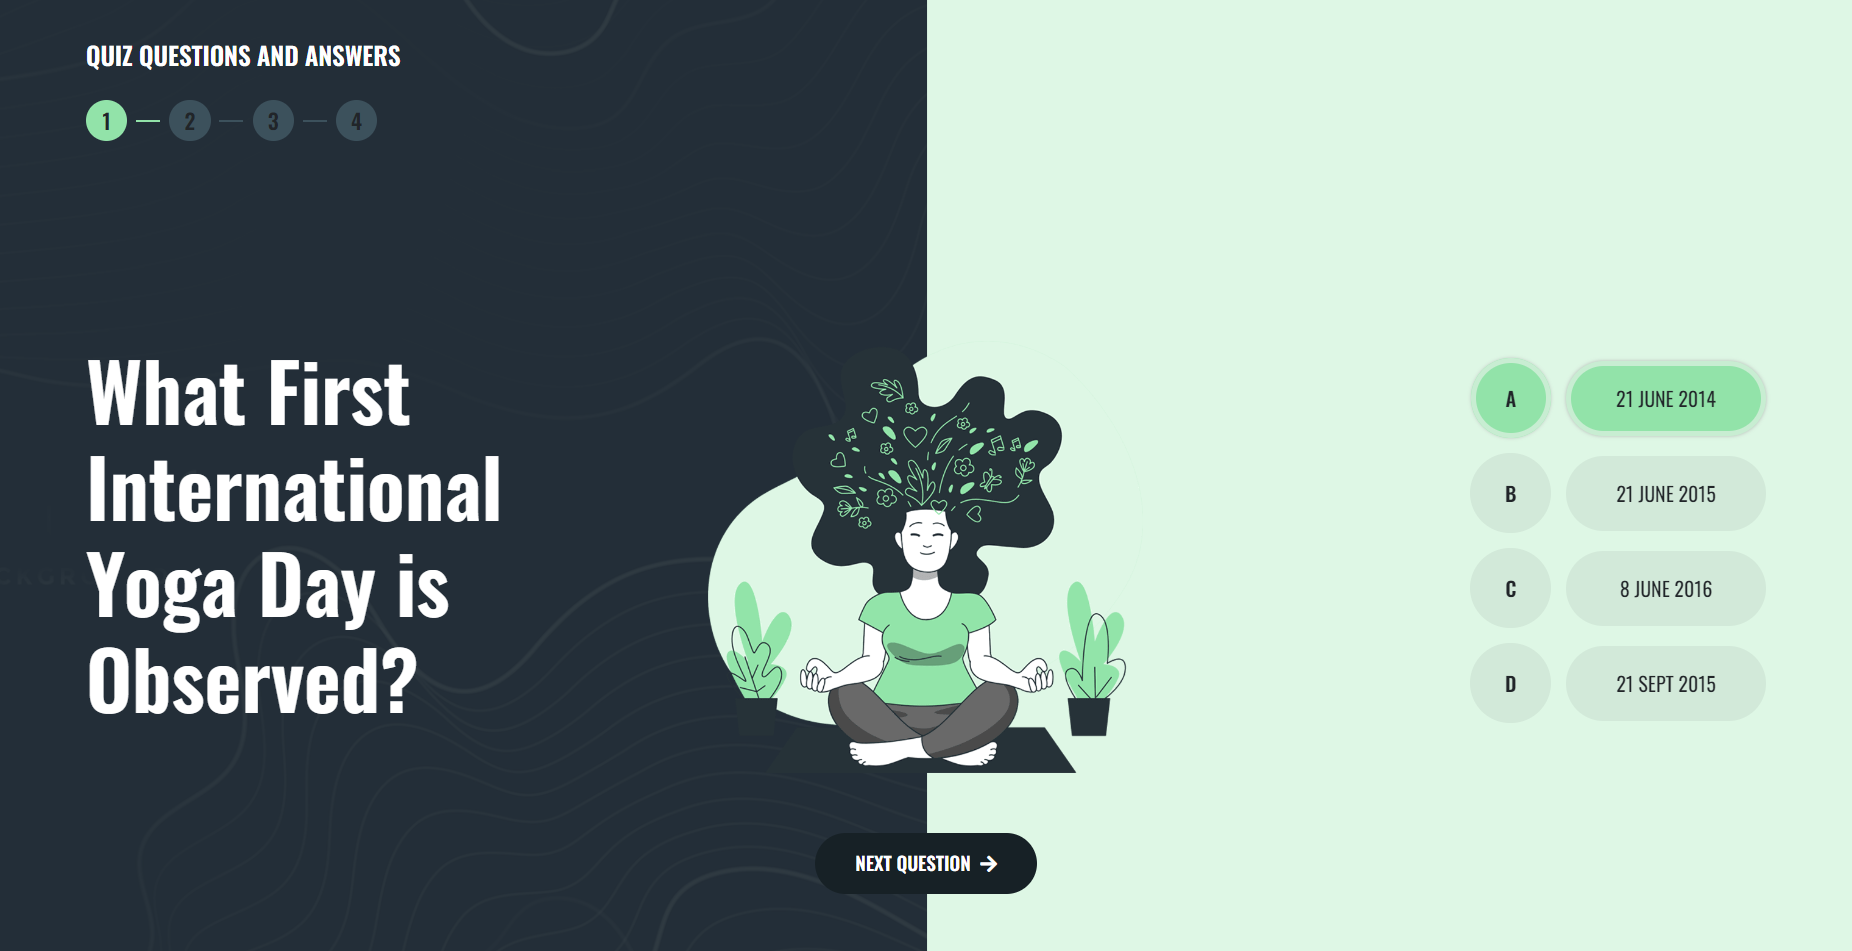 QUIZ QUESTIONS AND ANSWERS
1 2 3 4
What First
International
Yoga Day is
Observed?
A 21 JUNE 2014
B 21 JUNE 2015
C 8 JUNE 2016
D 21 SEPT 2015
NEXT QUESTION